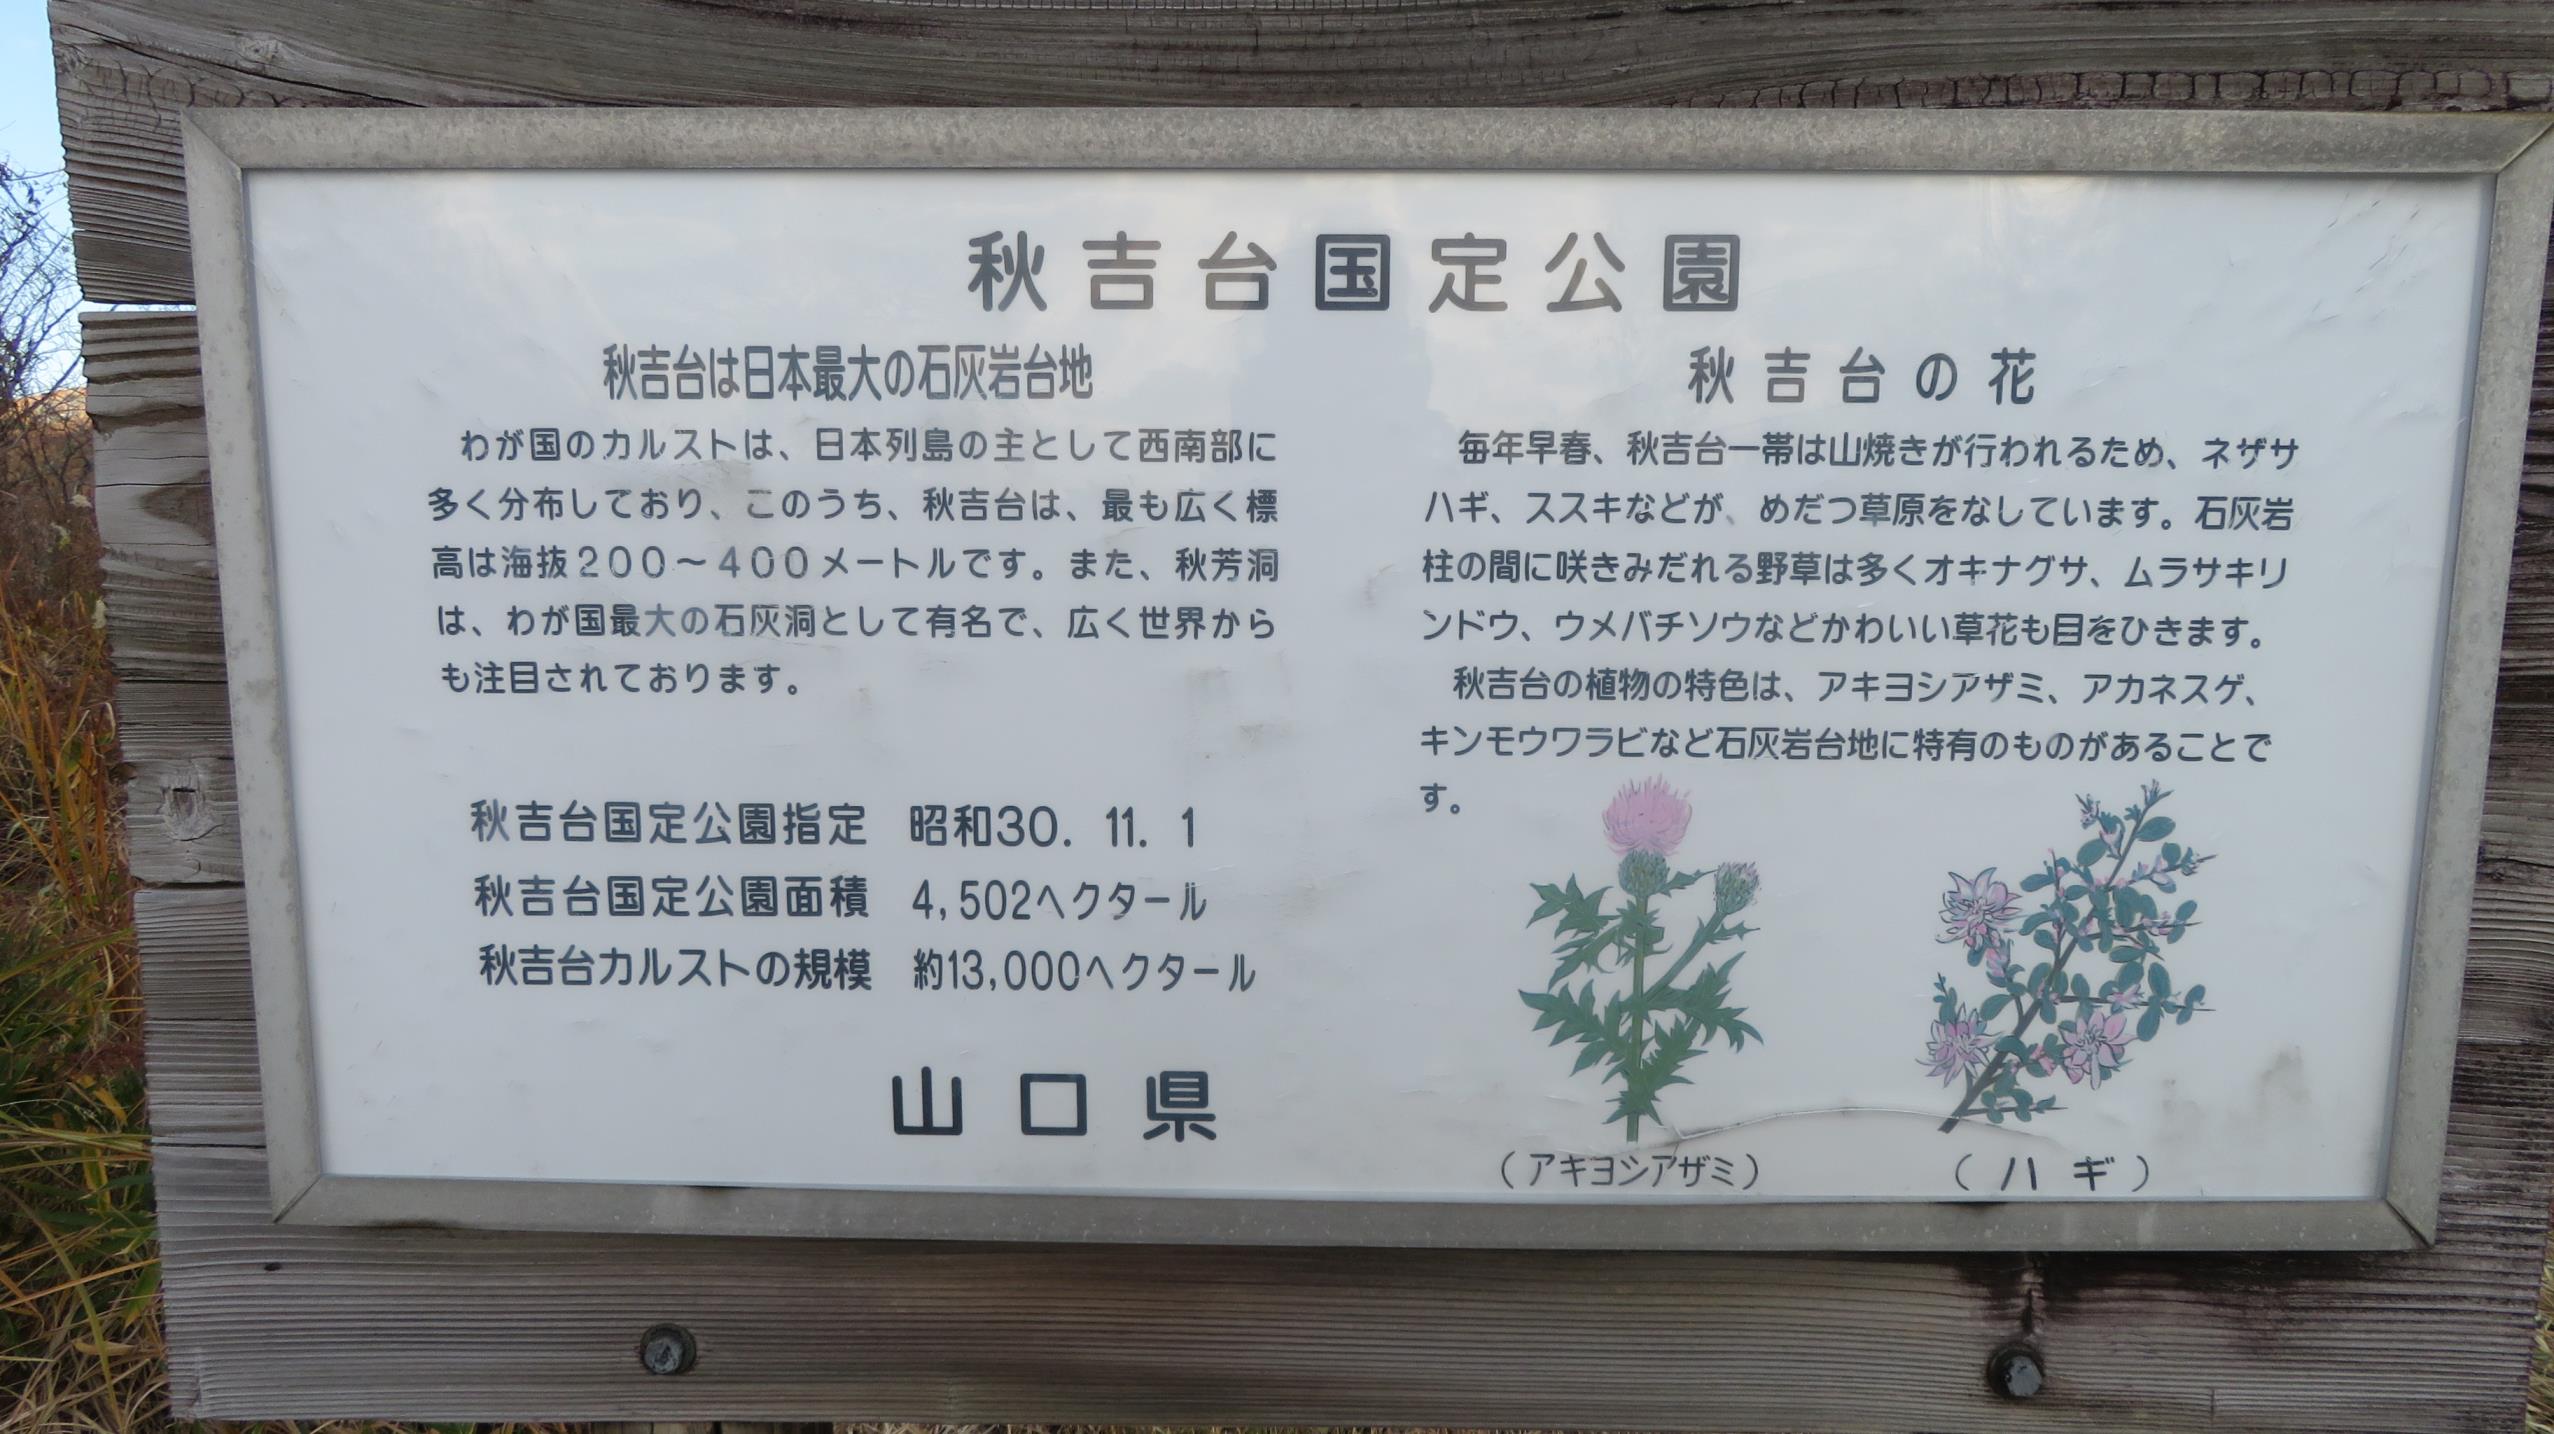 秋吉台国定公園
秋吉台は日本最大の石灰岩台地
わが国のカルストは、日本列島の主として西南部に
多く分布しており、このうち、秋吉台は、最も広く標
高は海抜200～400メートルです。また、秋芳洞
は、わが国最大の石灰洞として有名で、広く世界から
も注目されております。
秋吉台国定公園指定 昭和30. 11. 1
秋吉台国定公園面積 4,502ヘクタール
秋吉台カルストの規模 約13,000ヘクタール
山口県
秋吉台の花
毎年早春、秋吉台一帯は山焼きが行われるため、ネザサ
ハギ、ススキなどが、めだつ草原をなしています。石灰岩
柱の間に咲きみだれる野草は多くオキナグサ、ムラサキリ
ンドウ、ウメバチソウなどかわいい草花も目をひきます。
秋吉台の植物の特色は、アキヨシアザミ、アカネスゲ、
キンモウワラビなど石灰岩台地に特有のものがあることで
す。
（アキヨシアザミ）
（ハギ）